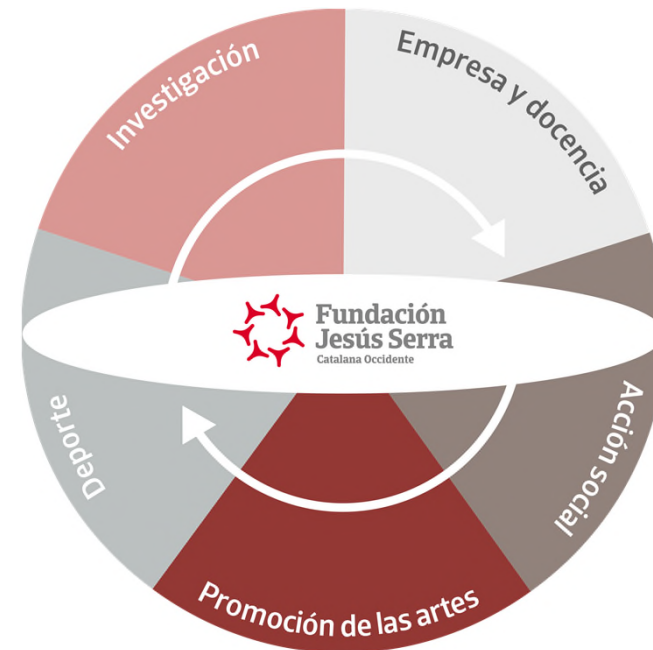 Investigación
Empresa y docencia
Fundación
Jesús Serra
Catalana Occidente
Deporte
Acción social
Promoción de las artes